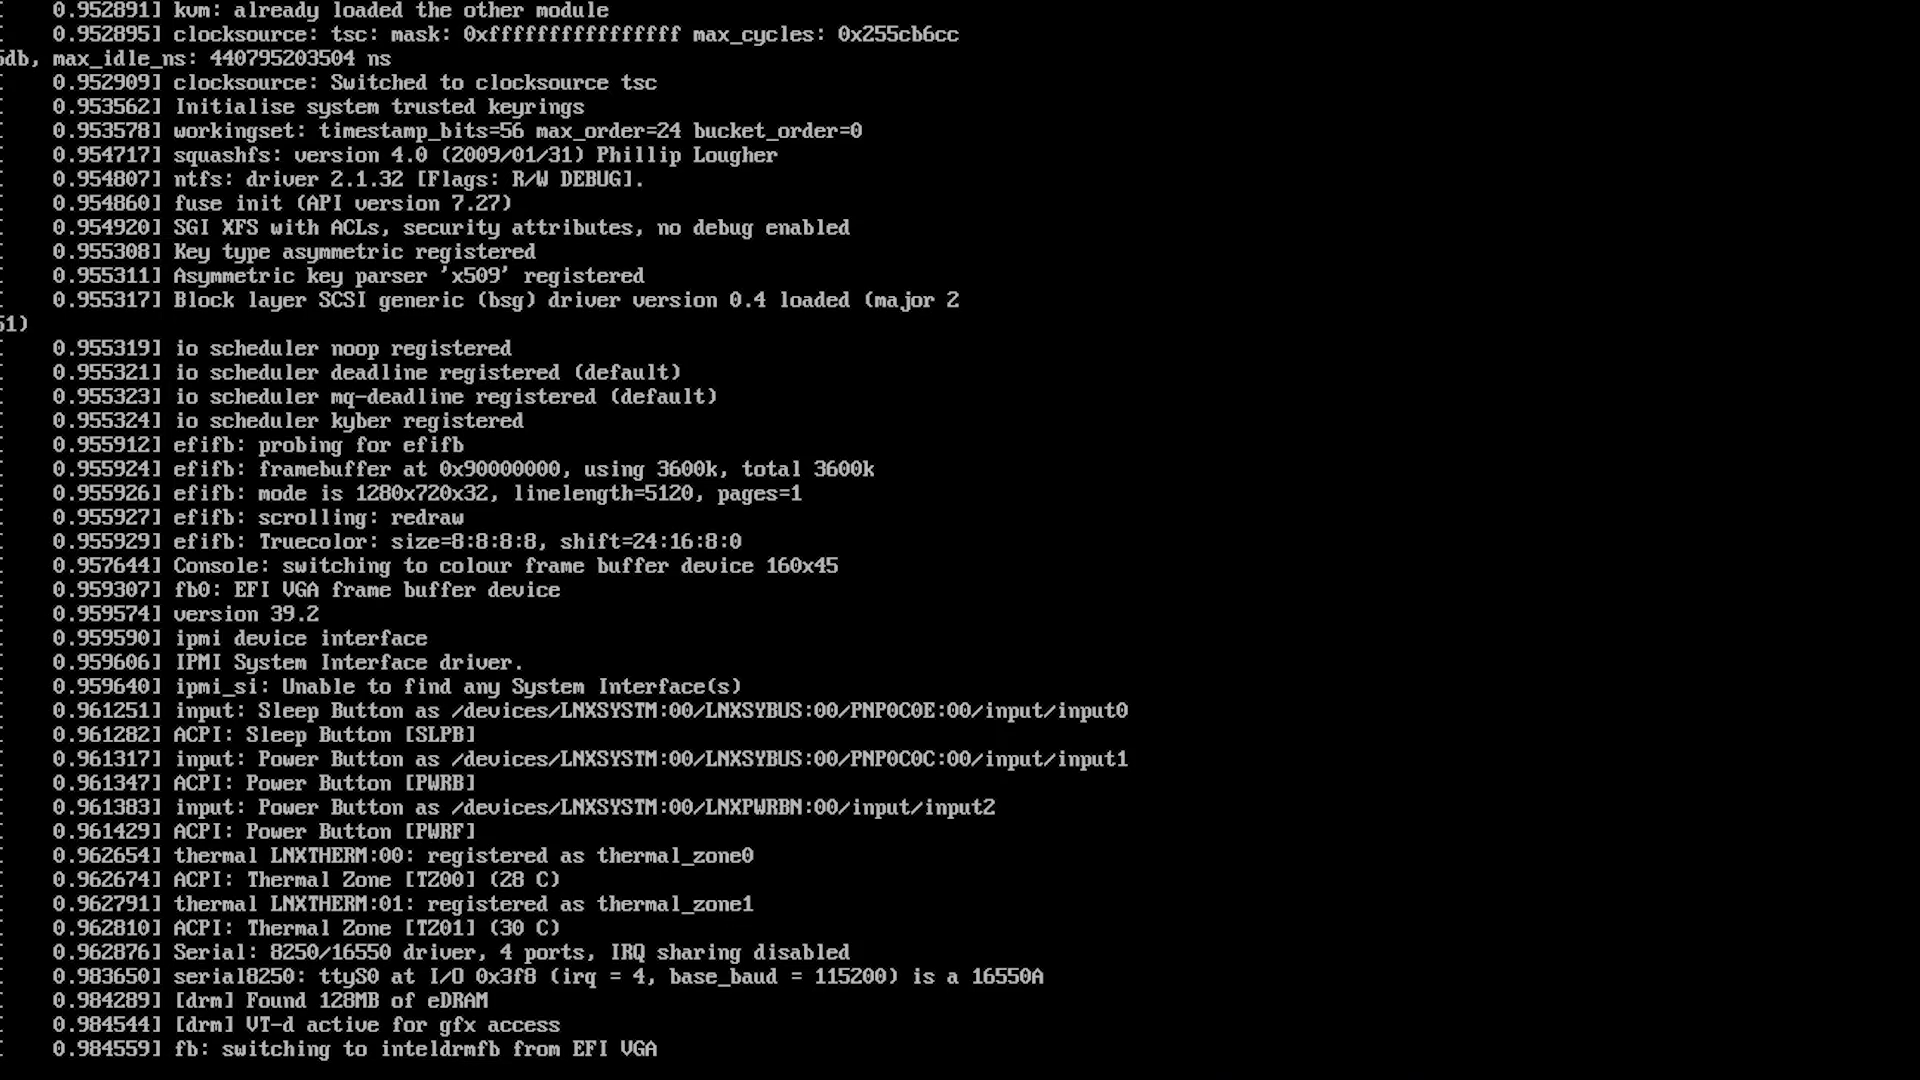 [    0.952891] kvm: already loaded the other module
[    0.952895] clocksource: tsc: mask: 0xffffffffffffffff max_cycles: 0x255cb6cc
6db, max_idle_ns: 440795203504 ns
[    0.952909] clocksource: Switched to clocksource tsc
[    0.953562] Initialise system trusted keyrings
[    0.953578] workingset: timestamp_bits=56 max_order=24 bucket_order=0
[    0.954717] squashfs: version 4.0 (2009/01/31) Phillip Lougher
[    0.954807] ntfs: driver 2.1.32 [Flags: R/W DEBUG].
[    0.954860] fuse init (API version 7.27)
[    0.954920] SGI XFS with ACLs, security attributes, no debug enabled
[    0.955308] Key type asymmetric registered
[    0.955311] Asymmetric key parser 'x509' registered
[    0.955317] Block layer SCSI generic (bsg) driver version 0.4 loaded (major 2
51)
[    0.955319] io scheduler noop registered
[    0.955321] io scheduler deadline registered (default)
[    0.955323] io scheduler mq-deadline registered (default)
[    0.955324] io scheduler kyber registered
[    0.955912] efifb: probing for efifb
[    0.955924] efifb: framebuffer at 0x90000000, using 3600k, total 3600k
[    0.955926] efifb: mode is 1280x720x32, linelength=5120, pages=1
[    0.955927] efifb: scrolling: redraw
[    0.955929] efifb: Truecolor: size=8:8:8:8, shift=24:16:8:0
[    0.957644] Console: switching to colour frame buffer device 160x45
[    0.959307] fb0: EFI VGA frame buffer device
[    0.959574] version 39.2
[    0.959590] ipmi device interface
[    0.959606] IPMI System Interface driver.
[    0.959640] ipmi_si: Unable to find any System Interface(s)
[    0.961251] input: Sleep Button as /devices/LNXSYSTM:00/LNXSYBUS:00/PNP0C0E:00/input/input0
[    0.961282] ACPI: Sleep Button [SLPB]
[    0.961317] input: Power Button as /devices/LNXSYSTM:00/LNXSYBUS:00/PNP0C0C:00/input/input1
[    0.961347] ACPI: Power Button [PWRB]
[    0.961383] input: Power Button as /devices/LNXSYSTM:00/LNXPWRBN:00/input/input2
[    0.961429] ACPI: Power Button [PWRF]
[    0.962654] thermal LNXTHERM:00: registered as thermal_zone0
[    0.962674] ACPI: Thermal Zone [TZ00] (28 C)
[    0.962791] thermal LNXTHERM:01: registered as thermal_zone1
[    0.962810] ACPI: Thermal Zone [TZ01] (30 C)
[    0.962876] Serial: 8250/16550 driver, 4 ports, IRQ sharing disabled
[    0.983650] serial8250: ttyS0 at I/O 0x3f8 (irq = 4, base_baud = 115200) is a 16550A
[    0.984289] [drm] Found 128MB of eDRAM
[    0.984544] [drm] VT-d active for gfx access
[    0.984559] fb: switching to inteldrmfb from EFI VGA